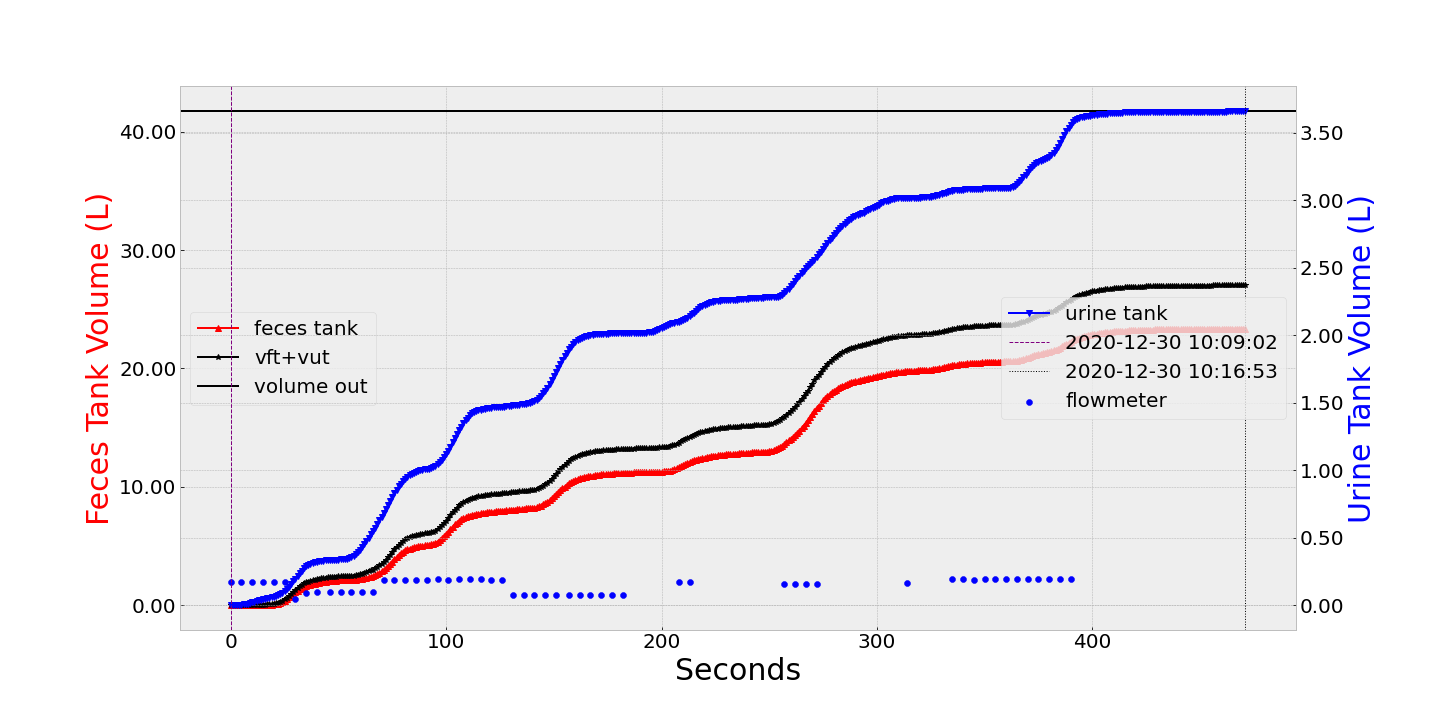 40.00
30.00
20.00
10.00
0.00
Feces Tank Volume (L)
feces tank
vft+vut
volume out
urine tank
2020-12-30 10:09:02
2020-12-30 10:16:53
flowmeter
3.50
3.00
2.50
2.00
1.50
1.00
0.50
0.00
Urine Tank Volume (L)
0 100 200 300 400
Seconds